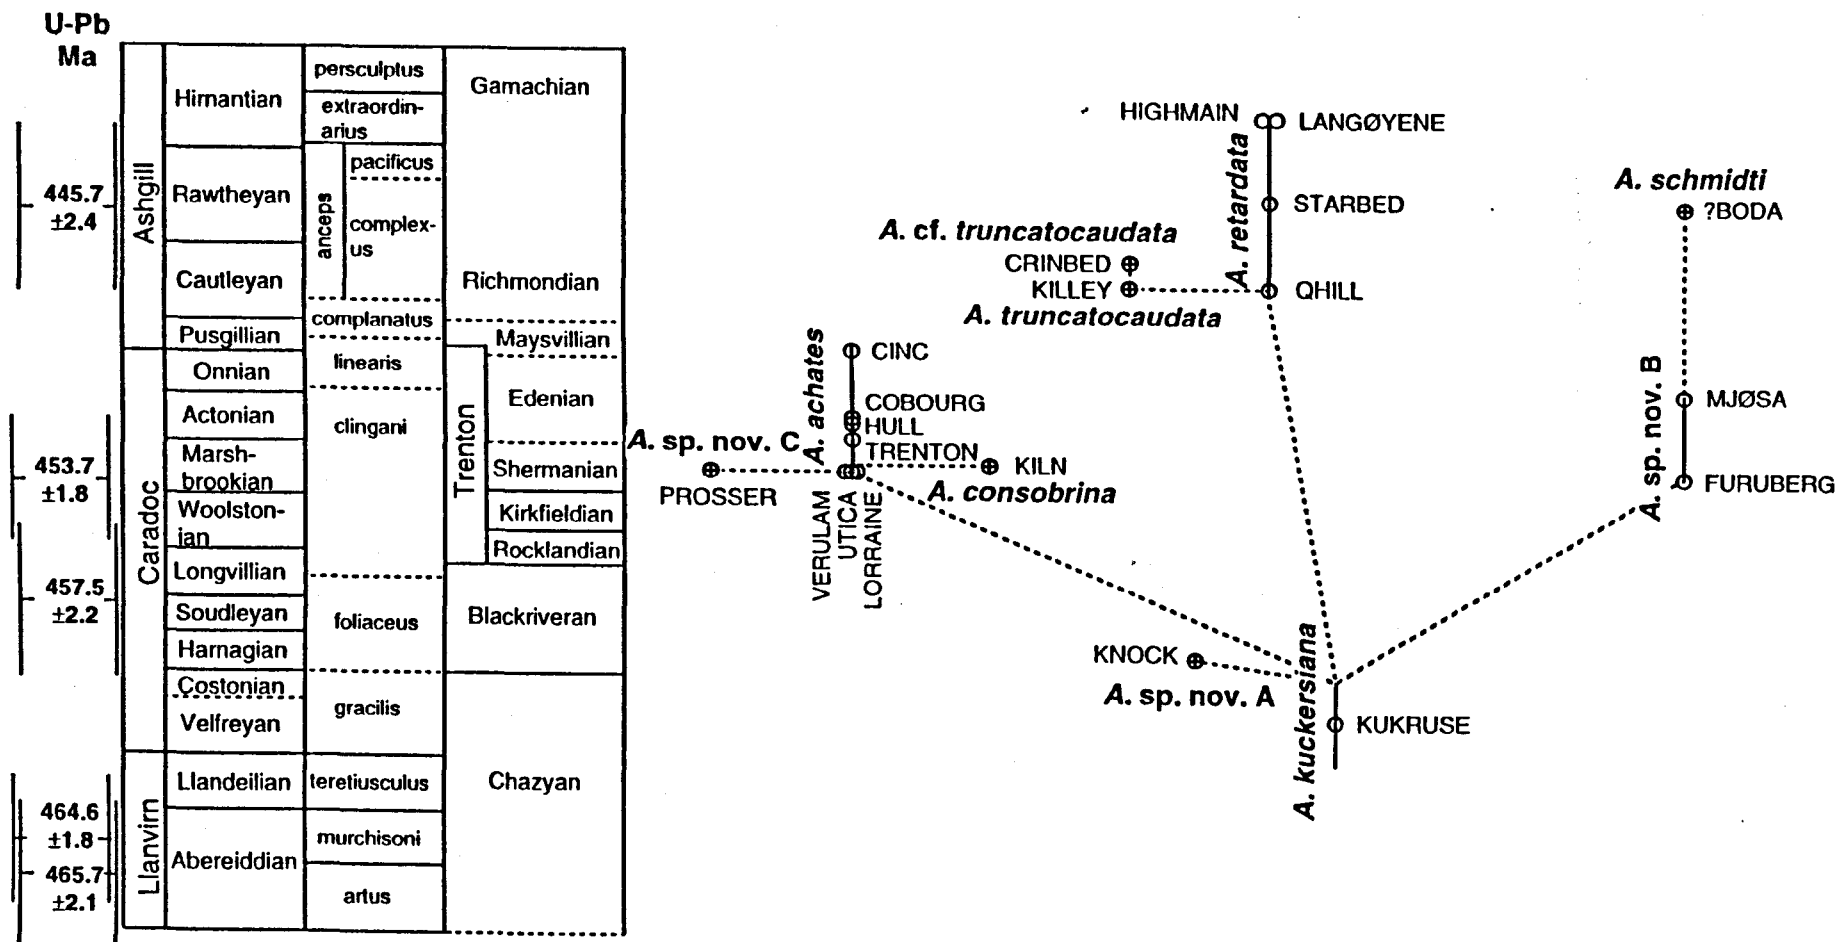 U-Pb
Ma
445.7
±2.4
453.7
±1.8
457.5
±2.2
464.6
±1.8
465.7
±2.1
Ashgill
Caradoc
Llanvirn
Hirnantian
Rawtheyan
Cautleyan
Pusgillian
Onnian
Actonian
Marsh-
brookian
Woolston-
ian
Longvillian
Soudleyan
Harnagian
Costonian
Velfreyan
Llandeilian
Abereiddian
persculptus
extraordin-
arius
anceps
pacificus
complex-
us
complanatus
linearis
clingani
foliaceus
gracilis
teretiusculus
murchisoni
artus
Gamachian
Richmondian
Maysvillian
Trenton
Edenian
Shermanian
Kirkfieldian
Rocklandian
Blackriveran
Chazyan
A. sp. nov. C
PROSSER
A. achates
CINC
COBOURG
HULL
TRENTON
VERULAM
UTICA
LORRAINE
KILN
A. consobrina
A. cf. truncatocaudata
CRINBED
KILLEY
A. truncatocaudata
HIGHMAIN
LANGØYENE
A. retardata
STARBED
QHILL
KNOCK
A. sp. nov. A
A. kuckersiana
KUKRUSE
A. schmidti
?BODA
A. sp. nov. B
MJØSA
FURUBERG